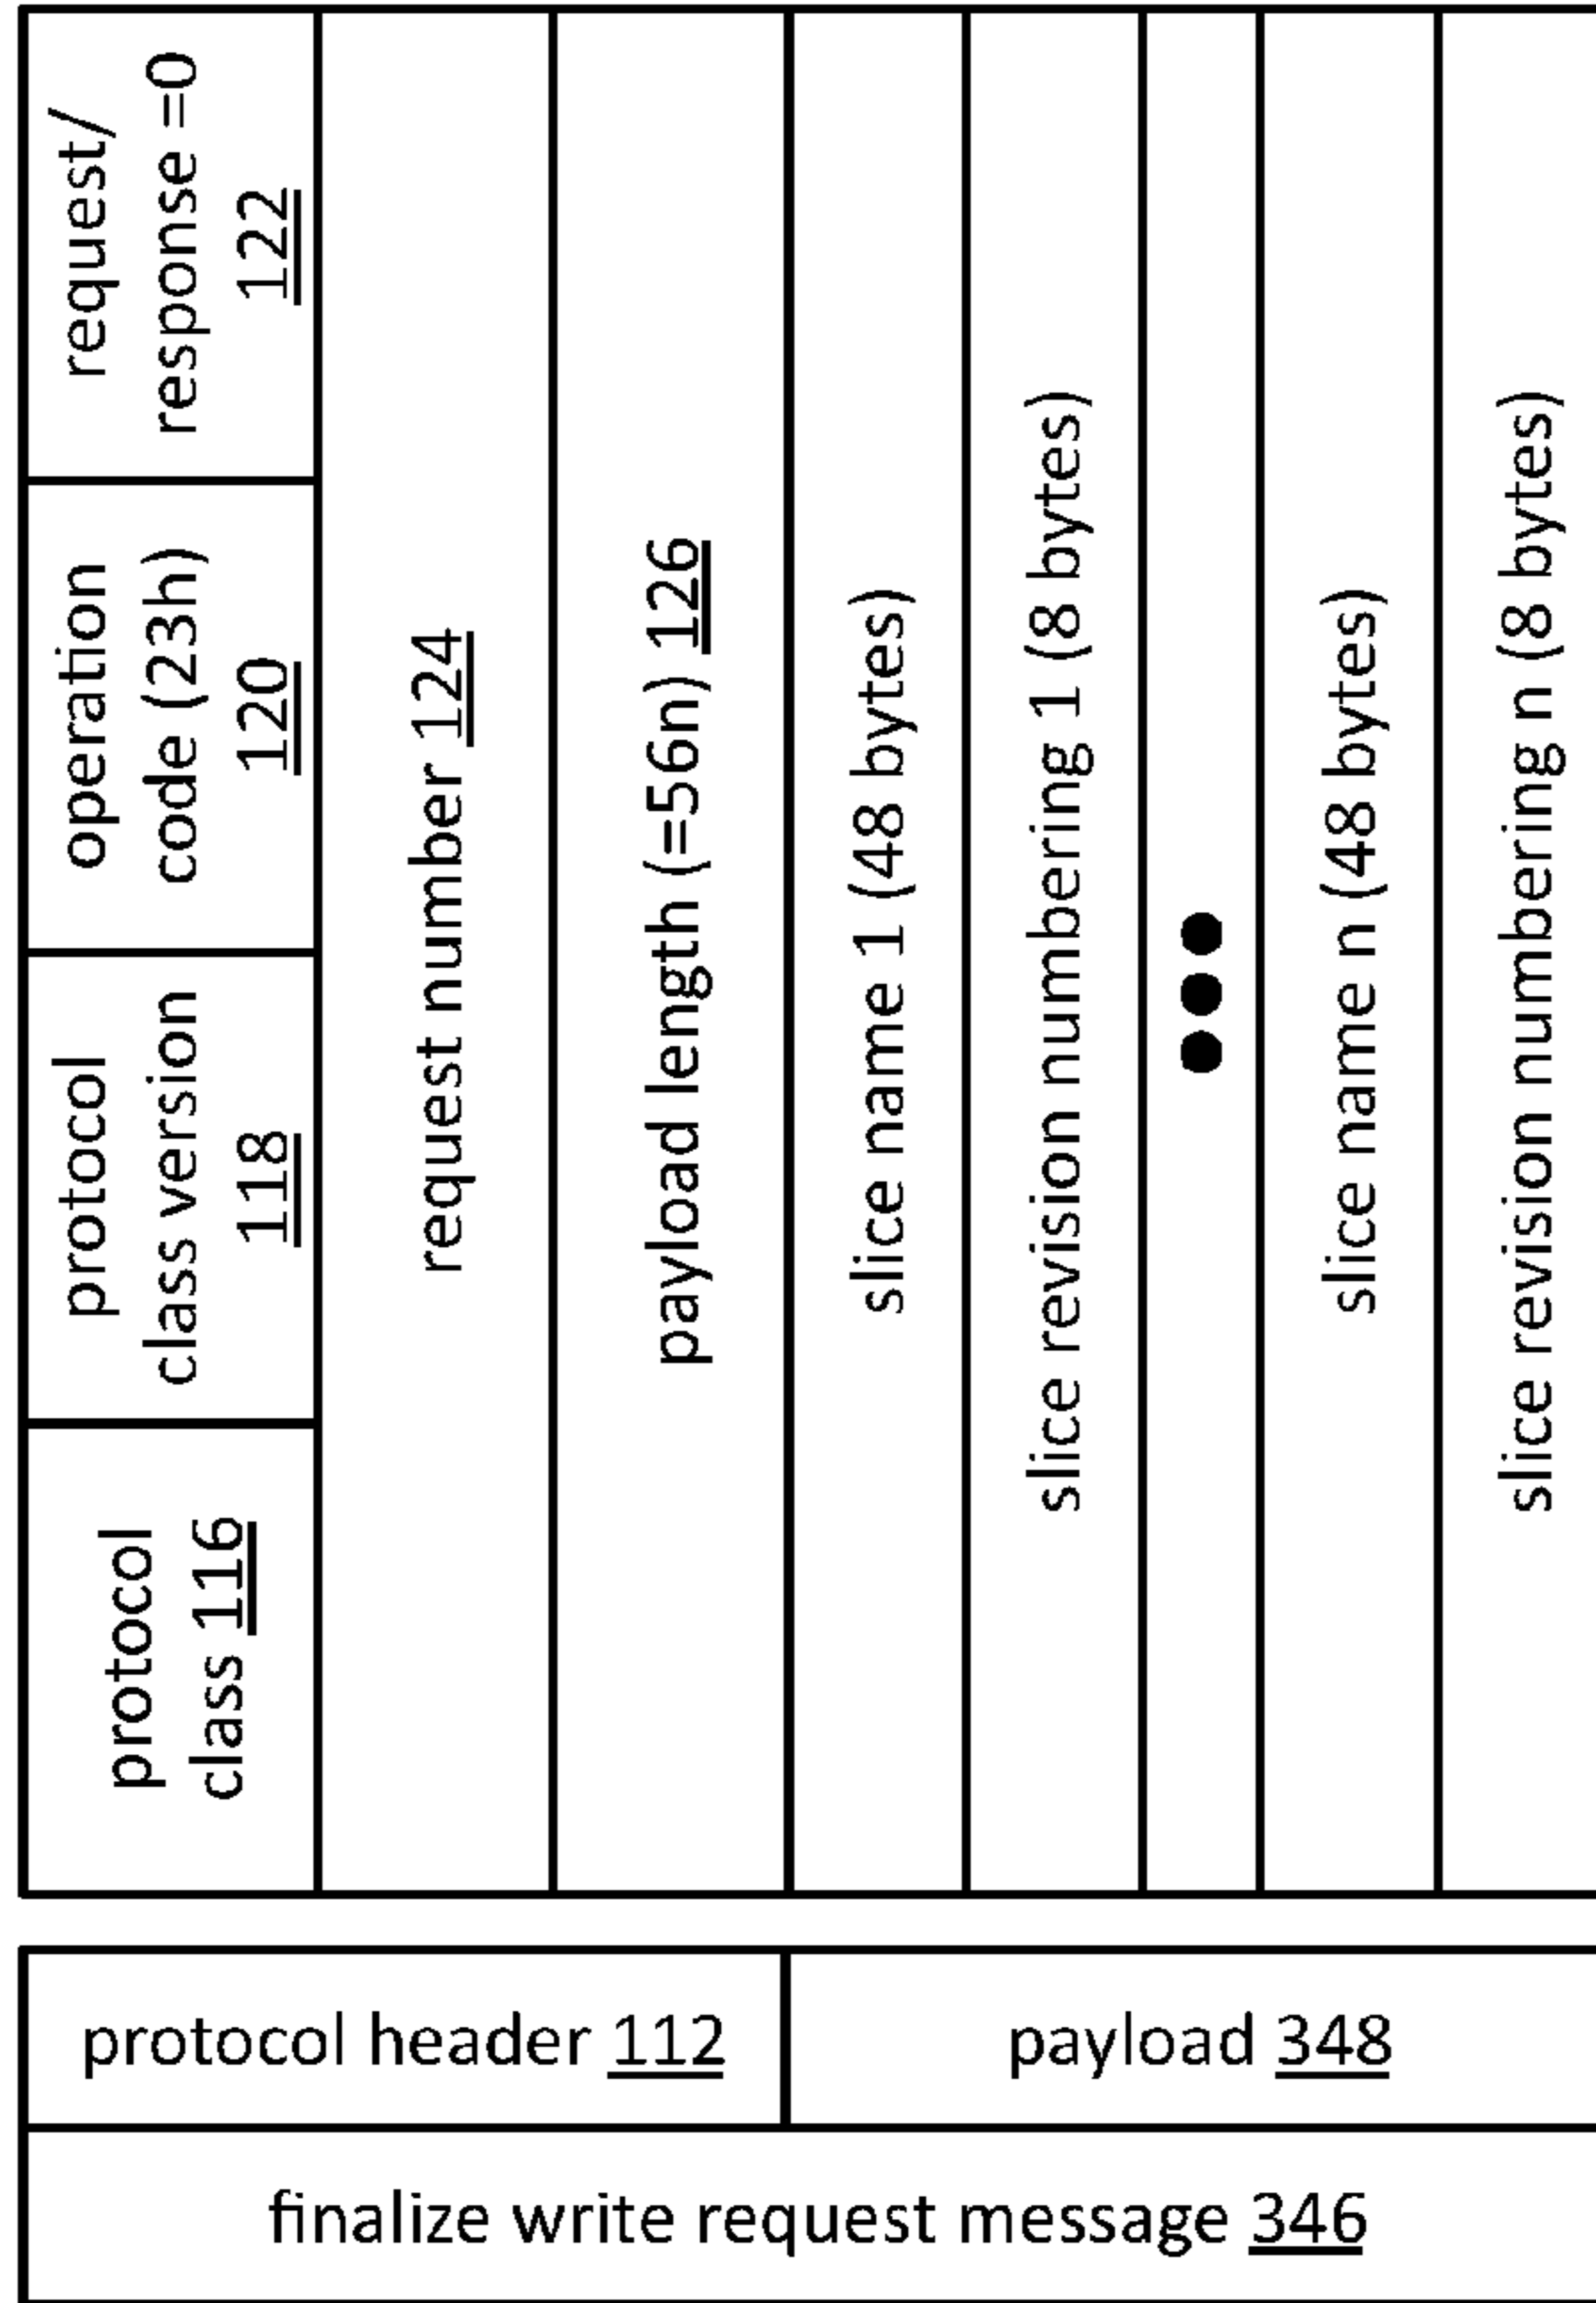 protocol
class 116
protocol
class version
118
operation
code (23h)
120
request/
response =0
122
request number 124
payload length (=56n) 126
slice name 1 (48 bytes)
slice revision numbering 1 (8 bytes)
slice name n (48 bytes)
slice revision numbering n (8 bytes)
protocol header 112
payload 348
finalize write request message 346